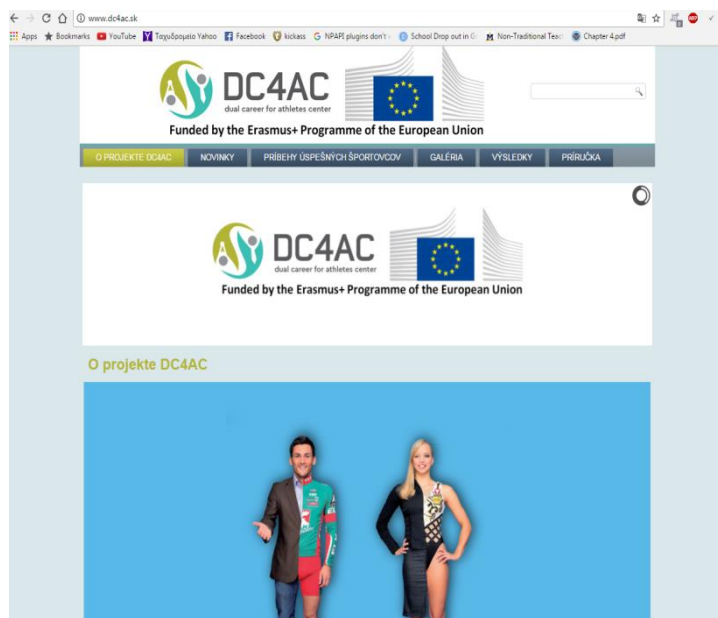 www.dc4ac.sk
Apps Bookmarks YouTube Ταχυδρομείο Yahoo Facebook kickass NPAPI plugins don't School Drop out in Non-Traditional Chapter 4.pdf
DC4AC
dual career for athletes center
Funded by the Erasmus+ Programme of the European Union
O PROJEKTE DC4AC NOVINKY PRÍBEHY ÚSPEŠNÝCH ŠPORTOVCOV GALÉRIA VÝSLEDKY PRÍRUČKA
DC4AC
dual career for athletes center
Funded by the Erasmus+ Programme of the European Union
O projekte DC4AC